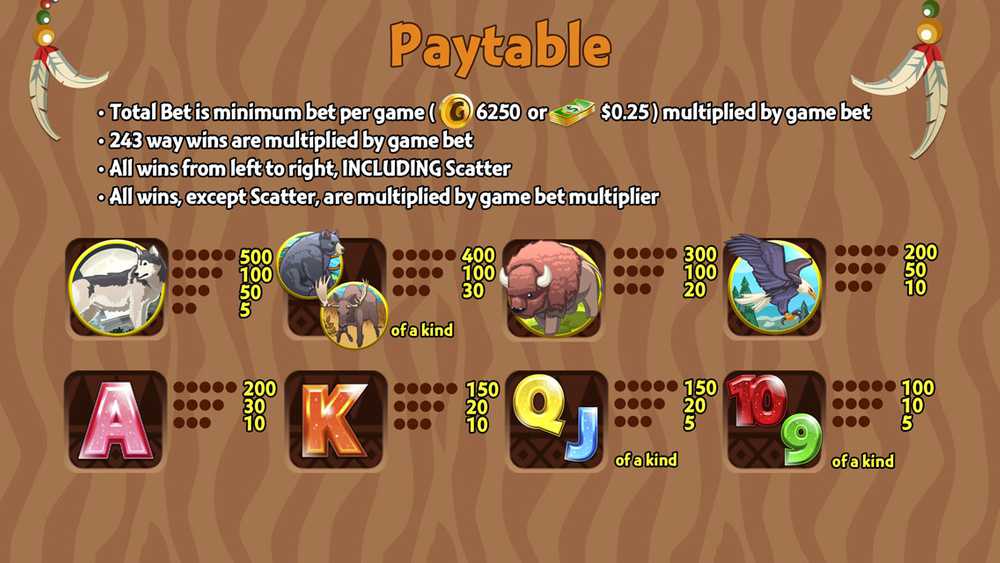 Paytable
• Total Bet is minimum bet per game ( G 6250 or $ $0.25 ) multiplied by game bet
• 243 way wins are multiplied by game bet
• All wins from left to right, INCLUDING Scatter
• All wins, except Scatter, are multiplied by game bet multiplier
500
100
50
5
400
100
30
of a kind
300
100
20
200
50
10
A
200
30
10
K
150
20
10
Q
J
150
20
5
of a kind
10
9
100
10
5
of a kind